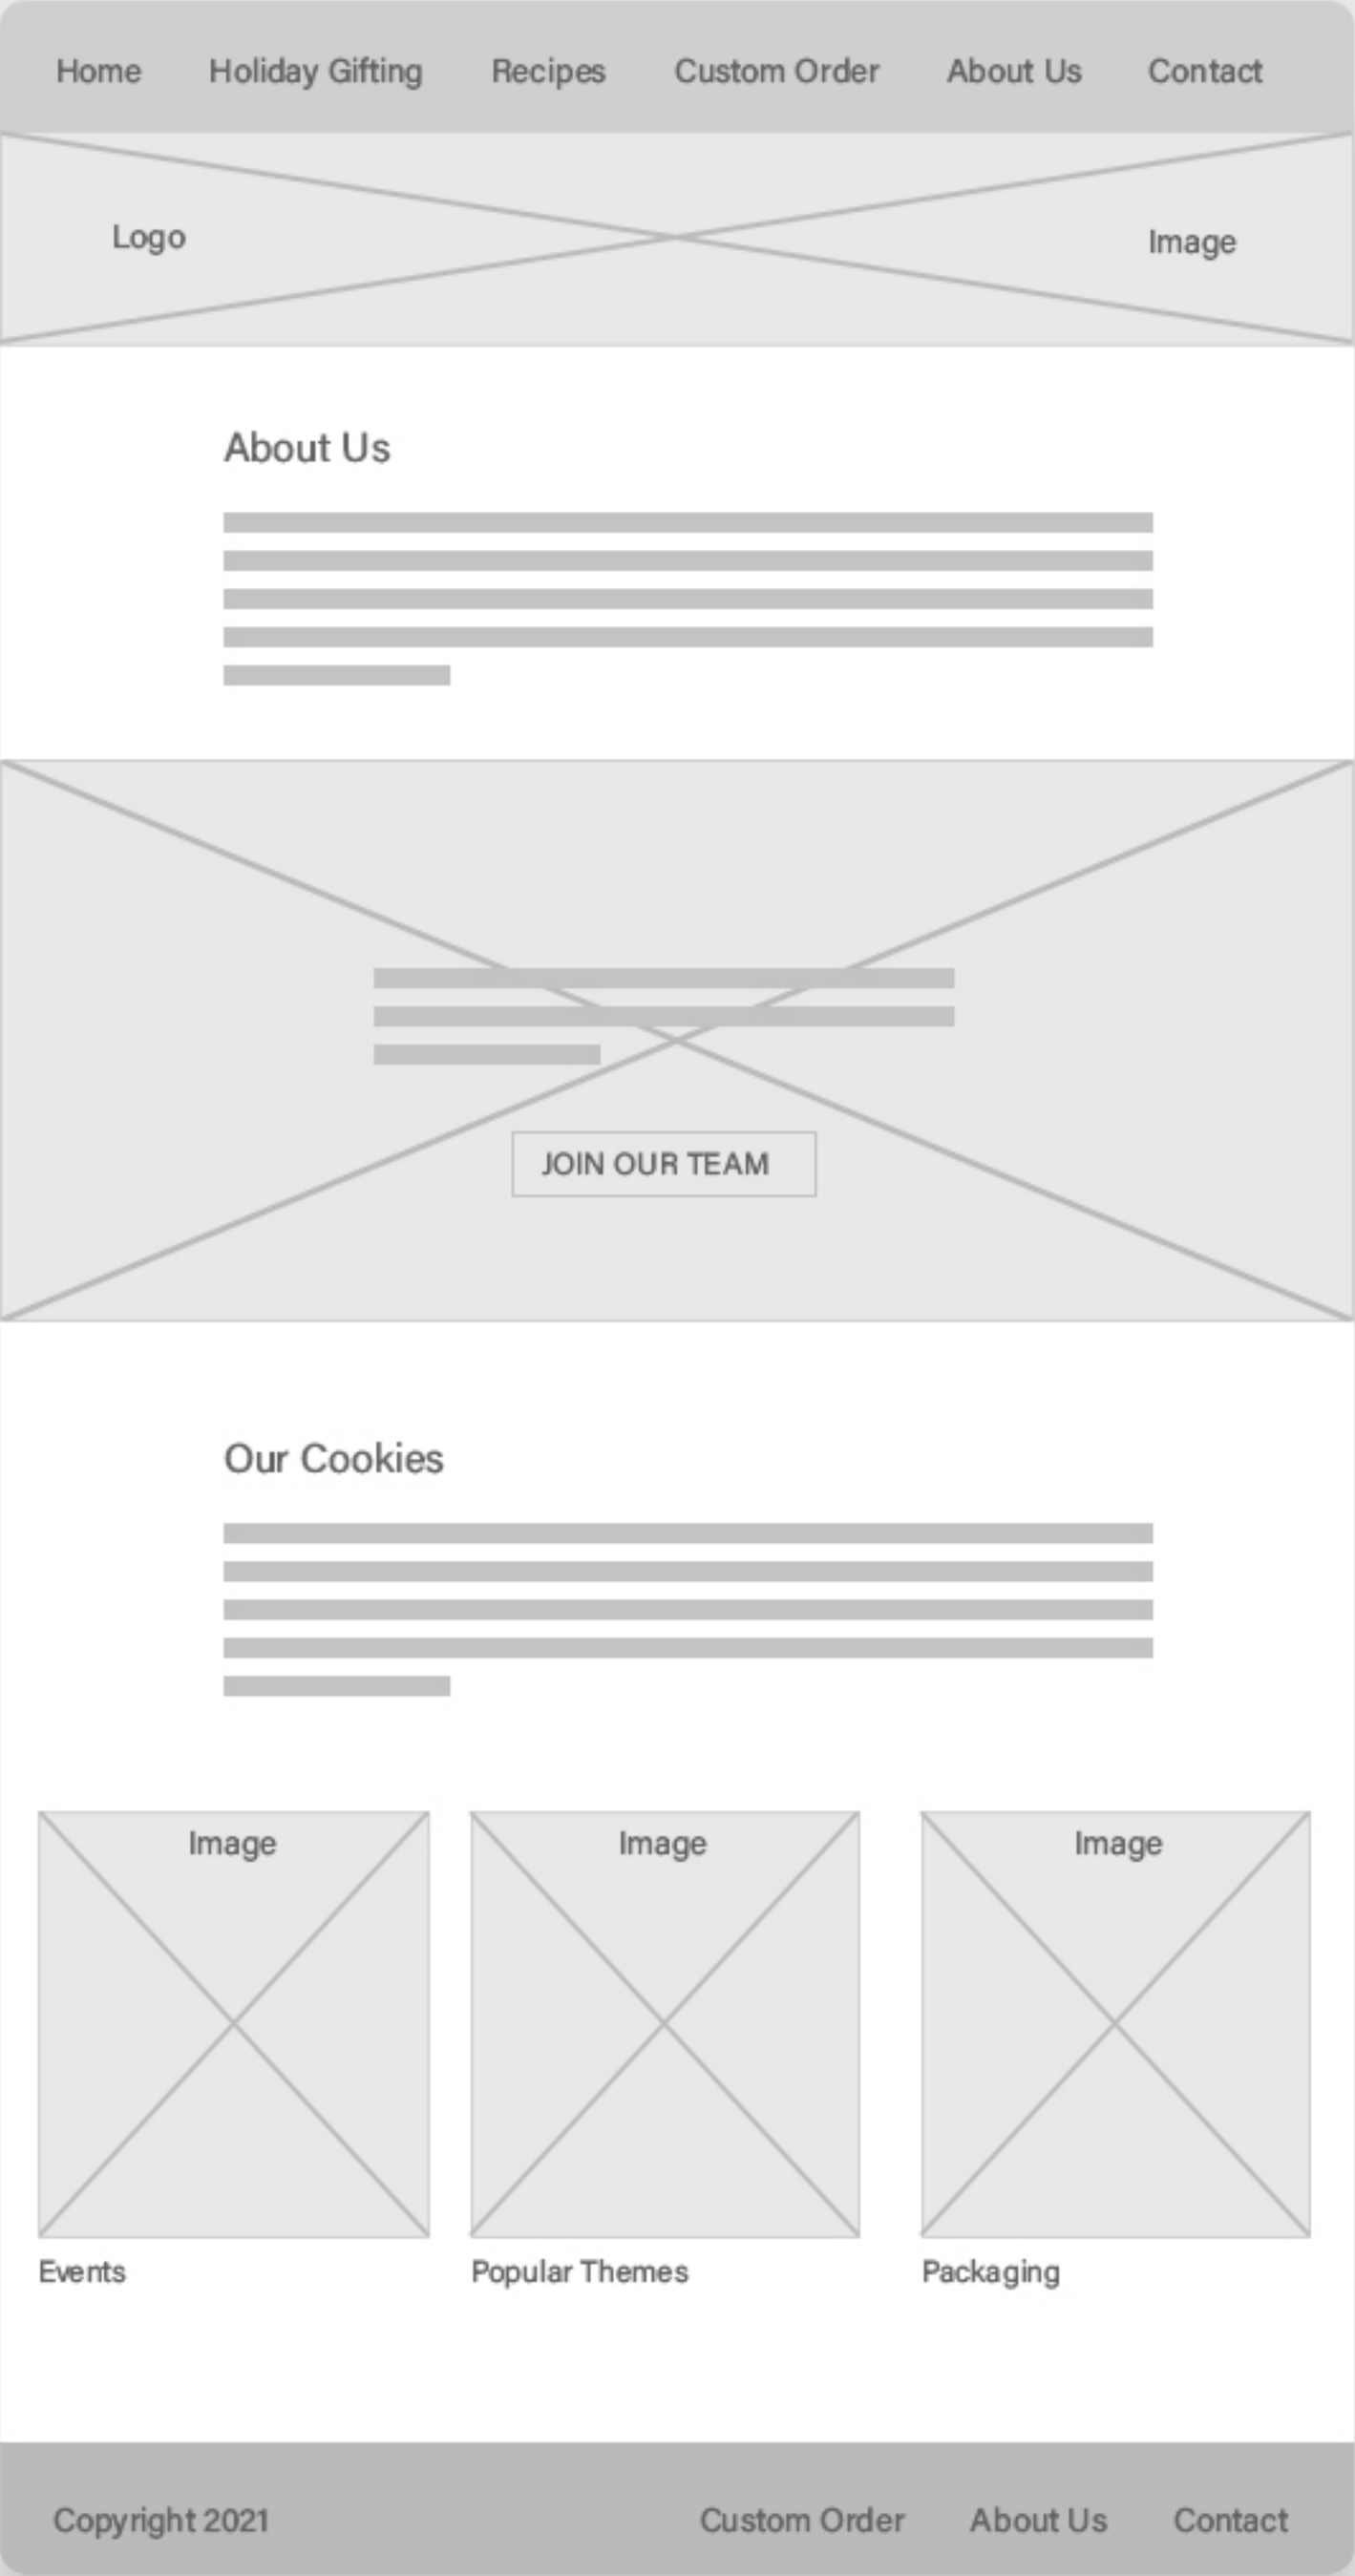 Home Holiday Gifting Recipes Custom Order About Us Contact
Logo Image
About Us
JOIN OUR TEAM
Our Cookies
Image Image Image
Events Popular Themes Packaging
Copyright 2021 Custom Order About Us Contact